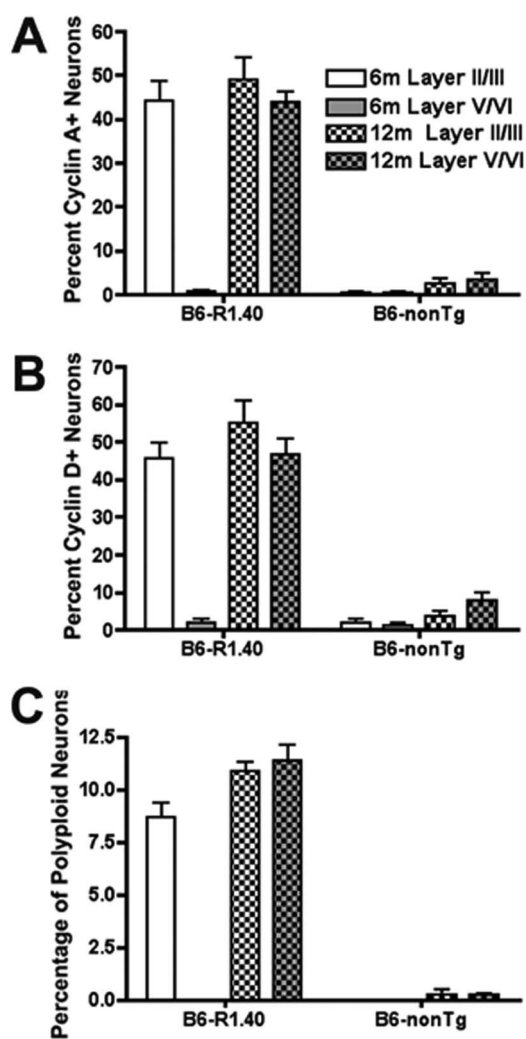 A
Percent Cyclin A+ Neurons
60
50
40
30
20
10
0
6m Layer II/III
6m Layer V/VI
12m Layer II/III
12m Layer V/VI
B6-R1.40
B6-nonTg
B
Percent Cyclin D+ Neurons
70
60
50
40
30
20
10
0
B6-R1.40
B6-nonTg
C
Percentage of Polyploid Neurons
12.5
10.0
7.5
5.0
2.5
0.0
B6-R1.40
B6-nonTg